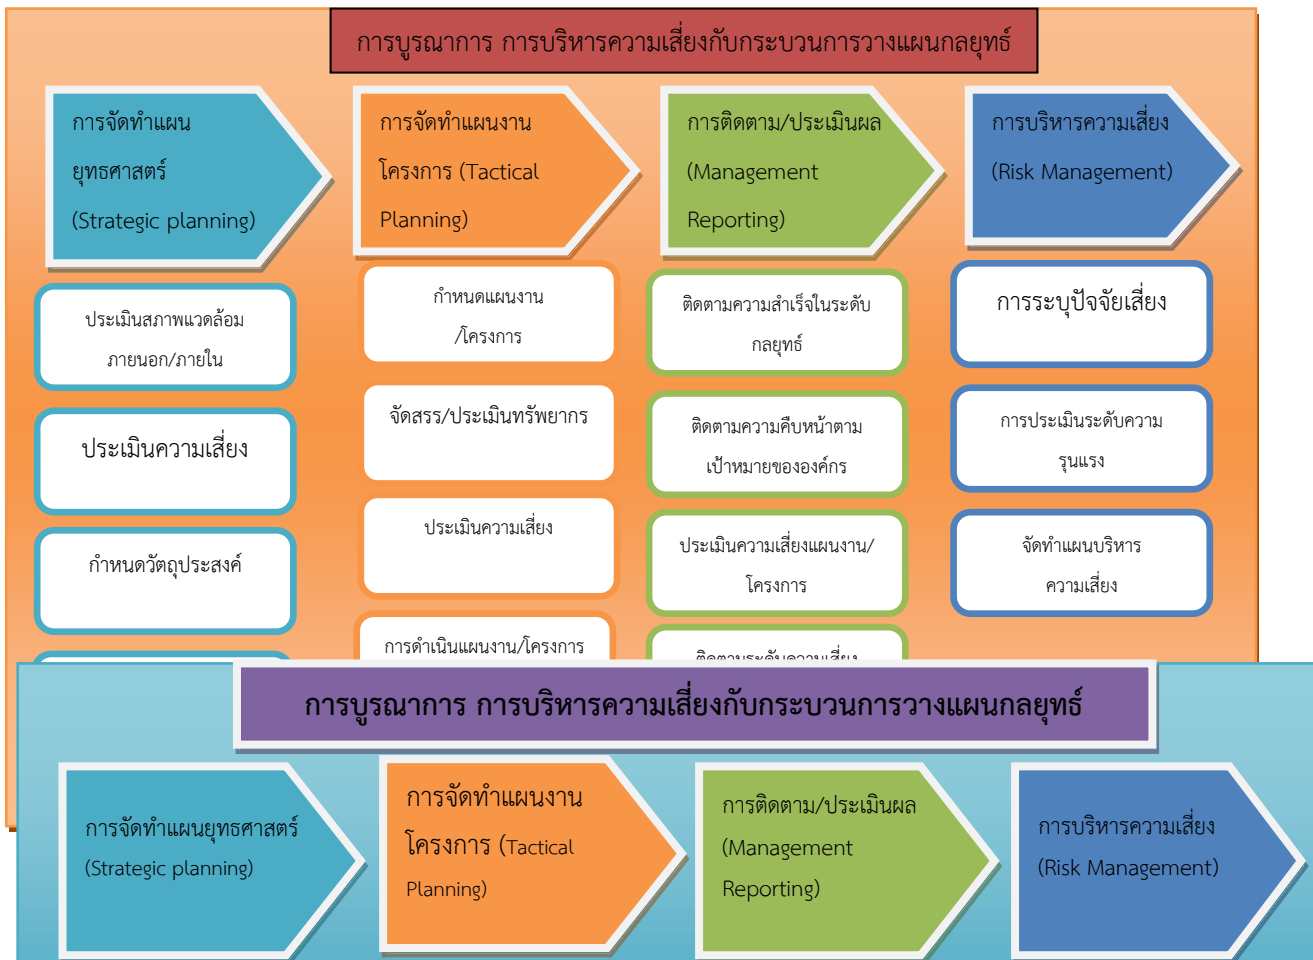 การบูรณาการ การบริหารความเสี่ยงกับกระบวนการวางแผนกลยุทธ์
การจัดทำแผน
ยุทธศาสตร์
(Strategic planning)
ประเมินสภาพแวดล้อม
ภายนอก/ภายใน
ประเมินความเสี่ยง
กำหนดวัตถุประสงค์
การจัดทำแผนงาน
โครงการ (Tactical
Planning)
กำหนดแผนงาน
/โครงการ
จัดสรร/ประเมินทรัพยากร
ประเมินความเสี่ยง
การดำเนินแผนงาน/โครงการ
การติดตาม/ประเมินผล
(Management
Reporting)
ติดตามความสำเร็จในระดับ
กลยุทธ์
ติดตามความคืบหน้าตาม
เป้าหมายขององค์กร
ประเมินความเสี่ยงแผนงาน/
โครงการ
ติดตามระดับความเสี่ยง
การบริหารความเสี่ยง
(Risk Management)
การระบุปัจจัยเสี่ยง
การประเมินระดับความ
รุนแรง
จัดทำแผนบริหาร
ความเสี่ยง
การบูรณาการ การบริหารความเสี่ยงกับกระบวนการวางแผนกลยุทธ์
การจัดทำแผนยุทธศาสตร์
(Strategic planning)
การจัดทำแผนงาน
โครงการ (Tactical
Planning)
การติดตาม/ประเมินผล
(Management
Reporting)
การบริหารความเสี่ยง
(Risk Management)